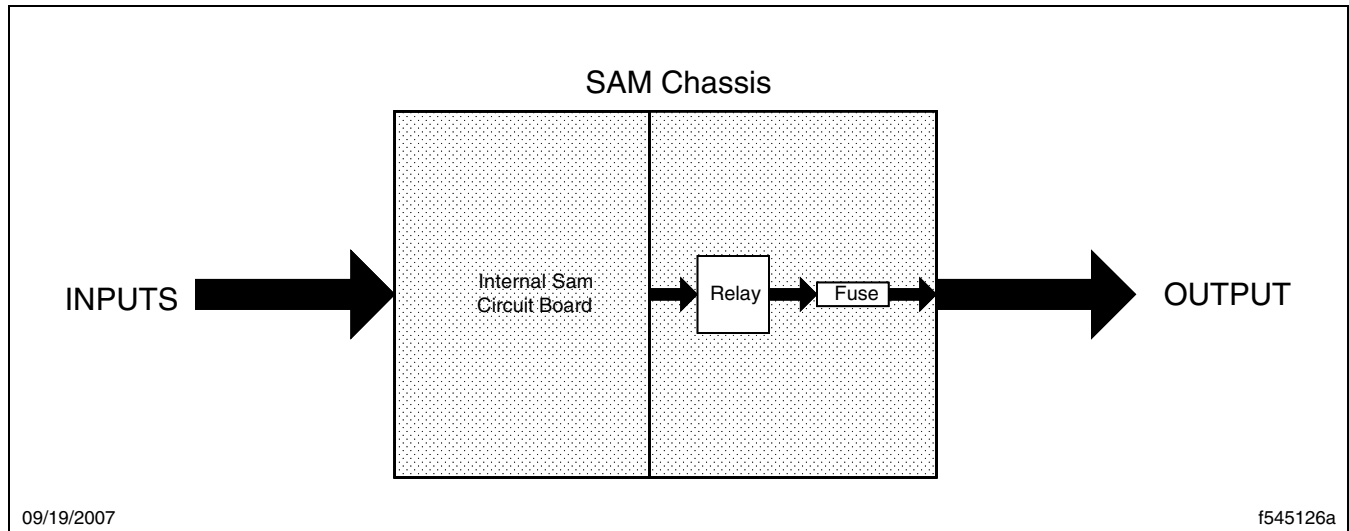 SAM Chassis
INPUTS
Internal Sam
Circuit Board
Relay
Fuse
OUTPUT
09/19/2007
f545126a